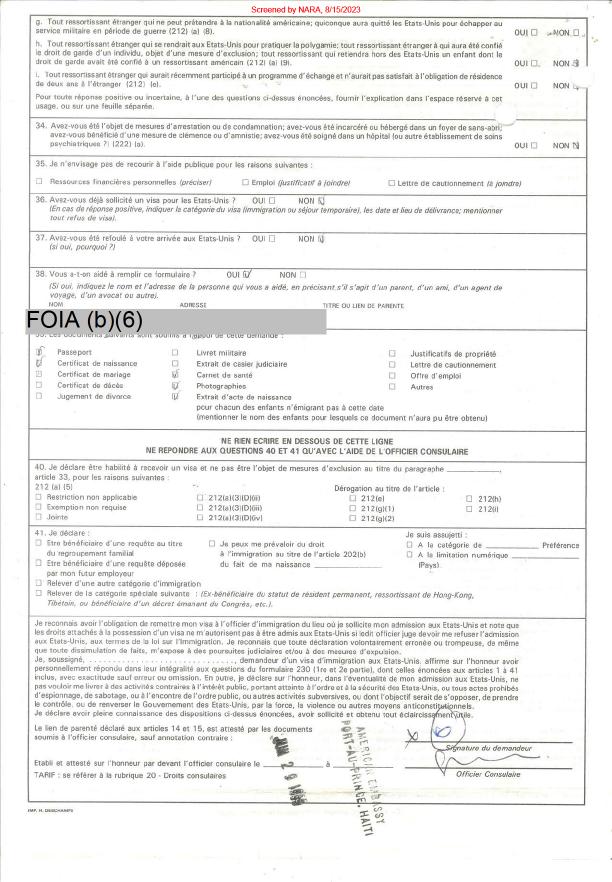 Screened by NARA, 8/15/2023
g. Tout ressortissant étranger qui ne peut prétendre à la nationalité américaine; quiconque aura quitté les Etats-Unis pour échapper au
service militaire en période de guerre (212) (a) (8). OUI □ NON □
h. Tout ressortissant étranger qui se rendrait aux Etats-Unis pour pratiquer la polygamie; tout ressortissant étranger à qui aura été confié
le droit de garde d'un individu, objet d'une mesure d'exclusion; tout ressortissant qui retiendra hors des Etats-Unis un enfant dont le
droit de garde avait été confié à un ressortissant américain (212) (a) (9). OUI □ NON ☑
i. Tout ressortissant étranger qui aurait récemment participé à un programme d'échange et n'aurait pas satisfait à l'obligation de résidence
de deux ans à l'étranger (212) (e). OUI □ NON ☑
Pour toute réponse positive ou incertaine, à l'une des questions ci-dessus énoncées, fournir l'explication dans l'espace réservé à cet
usage, ou sur une feuille séparée.
34. Avez-vous été l'objet de mesures d'arrestation ou de condamnation; avez-vous été incarcéré ou hébergé dans un foyer de sans-abri;
avez-vous bénéficié d'une mesure de clémence ou d'amnistie; avez-vous été soigné dans un hôpital (ou autre établissement de soins
psychiatriques ?) (222) (a). OUI □ NON ☑
35. Je n'envisage pas de recourir à l'aide publique pour les raisons suivantes :
□ Ressources financières personnelles (préciser) □ Emploi (justificatif à joindre) □ Lettre de cautionnement (à joindre)
36. Avez-vous déjà sollicité un visa pour les Etats-Unis ? OUI □ NON ☑
(En cas de réponse positive, indiquer la catégorie du visa (immigration ou séjour temporaire), les date et lieu de délivrance; mentionner
tout refus de visa).
37. Avez-vous été refoulé à votre arrivée aux Etats-Unis ? OUI □ NON ☑
(si oui, pourquoi ?)
38. Vous a-t-on aidé à remplir ce formulaire ? OUI ☑ NON □
(Si oui, indiquez le nom et l'adresse de la personne qui vous a aidé, en précisant s'il s'agit d'un parent, d'un ami, d'un agent de
voyage, d'un avocat ou autre).
NOM ADRESSE TITRE OU LIEN DE PARENTE
FOIA (b)(6)
☑ Passeport □ Livret militaire □ Justificatifs de propriété
☑ Certificat de naissance □ Extrait de casier judiciaire □ Lettre de cautionnement
□ Certificat de mariage ☑ Carnet de santé □ Offre d'emploi
□ Certificat de décès ☑ Photographies □ Autres
□ Jugement de divorce ☑ Extrait d'acte de naissance
pour chacun des enfants n'émigrant pas à cette date
(mentionner le nom des enfants pour lesquels ce document n'aura pu être obtenu)
NE RIEN ECRIRE EN DESSOUS DE CETTE LIGNE
NE REPONDRE AUX QUESTIONS 40 ET 41 QU'AVEC L'AIDE DE L'OFFICIER CONSULAIRE
40. Je déclare être habilité à recevoir un visa et ne pas être l'objet de mesures d'exclusion au titre du paragraphe ________,
article 33, pour les raisons suivantes :
212 (a) (5) Dérogation au titre de l'article :
□ Restriction non applicable □ 212(a)(3)(D)(ii) □ 212(e) □ 212(h)
□ Exemption non requise □ 212(a)(3)(D)(iii) □ 212(g)(1) □ 212(i)
□ Jointe □ 212(a)(3)(D)(iv) □ 212(g)(2)
41. Je déclare : Je suis assujetti :
□ Etre bénéficiaire d'une requête au titre □ Je peux me prévaloir du droit □ A la catégorie de ________ Préférence
du regroupement familial à l'immigration au titre de l'article 202(b) □ A la limitation numérique ________
□ Etre bénéficiaire d'une requête déposée du fait de ma naissance ________ (Pays).
par mon futur employeur
□ Relever d'une autre catégorie d'immigration
□ Relever de la catégorie spéciale suivante : (Ex-bénéficiaire du statut de résident permanent, ressortissant de Hong-Kong,
Tibétoin, ou bénéficiaire d'un décret émanant du Congrès, etc.).
Je reconnais avoir l'obligation de remettre mon visa à l'officier d'immigration du lieu où je sollicite mon admission aux Etats-Unis et note que
les droits attachés à la possession d'un visa ne m'autorisent pas à être admis aux Etats-Unis si ledit officier juge devoir me refuser l'admission
aux Etats-Unis, aux termes de la loi sur l'Immigration. Je reconnais que toute déclaration volontairement erronée ou trompeuse, de même
que toute dissimulation de faits, m'expose à des poursuites judiciaires et/ou à des mesures d'expulsion.
Je, soussigné, ........................, demandeur d'un visa d'immigration aux Etats-Unis. affirme sur l'honneur avoir
personnellement répondu dans leur intégralité aux questions du formulaire 230 (1re et 2e partie), dont celles énoncées aux articles 1 à 41
inclus, avec exactitude sauf erreur ou omission. En outre, je déclare sur l'honneur, dans l'éventualité de mon admission aux Etats-Unis, ne
pas vouloir me livrer à des activités contraires à l'intérêt public, portant atteinte à l'ordre et à la sécurité des Etats-Unis, ou tous actes prohibés
d'espionnage, de sabotage, ou à l'encontre de l'ordre public, ou autres activités subversives, ou dont l'objectif serait de s'opposer, de prendre
le contrôle, ou de renverser le Gouvernement des Etats-Unis, par la force, la violence ou autres moyens anticonstitutionnels.
Je déclare avoir pleine connaissance des dispositions ci-dessus énoncées, avoir sollicité et obtenu tout éclaircissement utile.
Le lien de parenté déclaré aux articles 14 et 15, est attesté par les documents
soumis à l'officier consulaire, sauf annotation contraire :
Signature du demandeur
Etabli et attesté sur l'honneur par devant l'officier consulaire le ________ à ________
Officier Consulaire
TARIF : se référer à la rubrique 20 - Droits consulaires
AMERICAN EMBASSY
PORT-AU-PRINCE, HAITI
IMP. H. DESCHAMPS